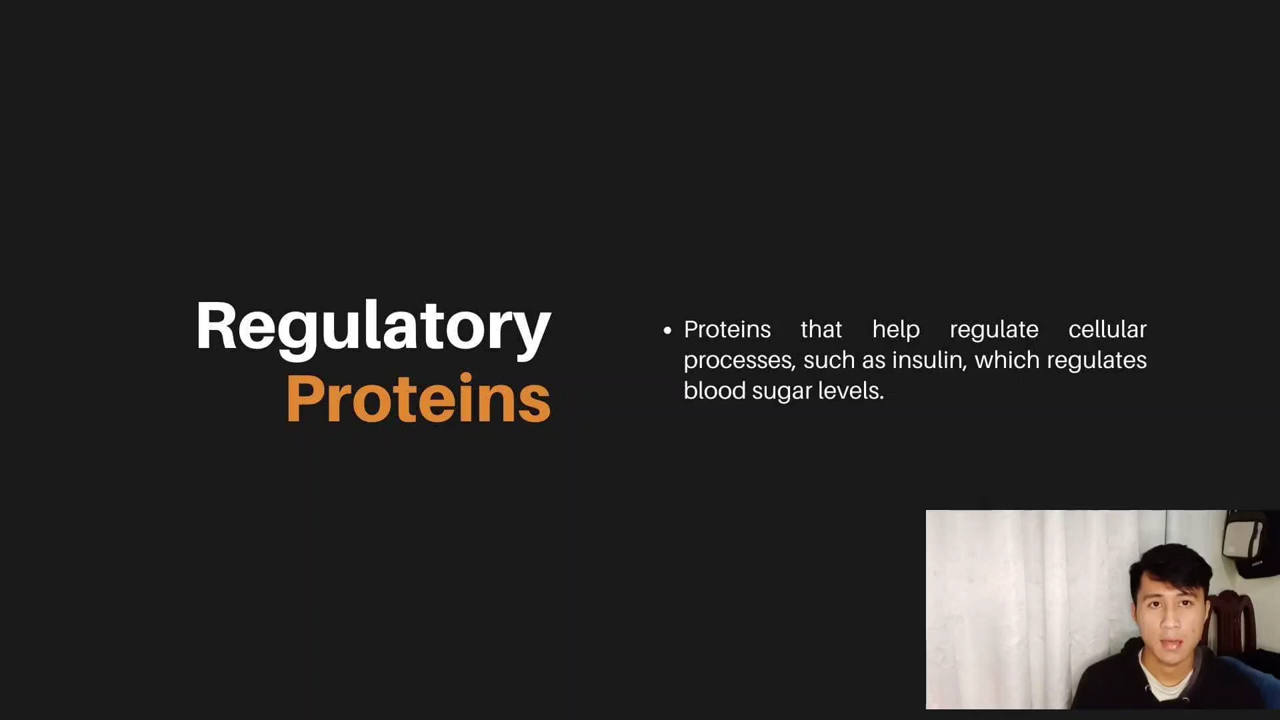 Regulatory
Proteins
• Proteins that help regulate cellular
processes, such as insulin, which regulates
blood sugar levels.